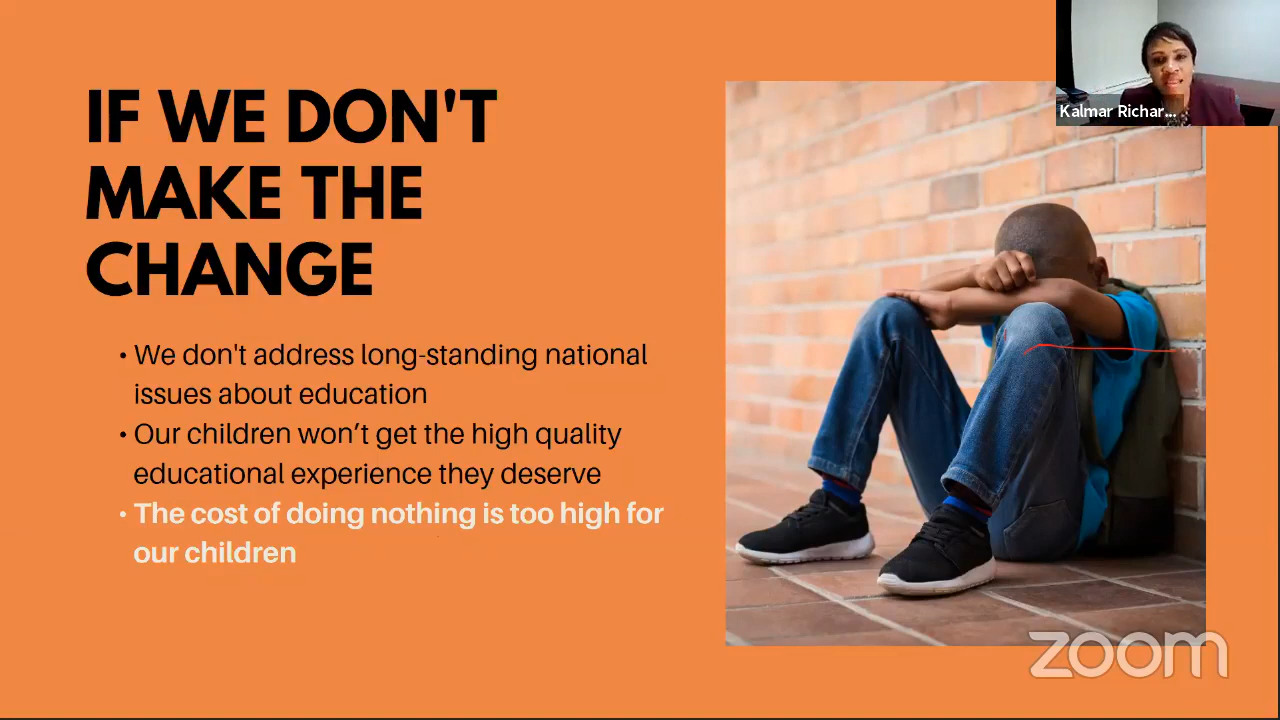 IF WE DON'T
MAKE THE
CHANGE
• We don't address long-standing national
issues about education
• Our children won’t get the high quality
educational experience they deserve
• The cost of doing nothing is too high for
our children
Kalmar Richar...
zoom